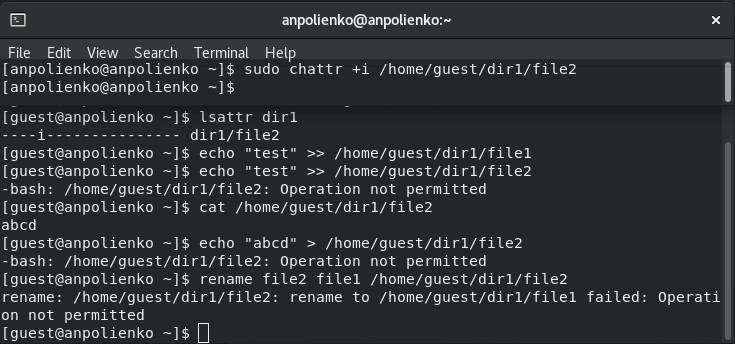 anpolienko@anpolienko:~
File Edit View Search Terminal Help
[anpolienko@anpolienko ~]$ sudo chattr +i /home/guest/dir1/file2
[anpolienko@anpolienko ~]$
[guest@anpolienko ~]$ lsattr dir1
----i--------------- dir1/file2
[guest@anpolienko ~]$ echo "test" >> /home/guest/dir1/file1
[guest@anpolienko ~]$ echo "test" >> /home/guest/dir1/file2
-bash: /home/guest/dir1/file2: Operation not permitted
[guest@anpolienko ~]$ cat /home/guest/dir1/file2
abcd
[guest@anpolienko ~]$ echo "abcd" > /home/guest/dir1/file2
-bash: /home/guest/dir1/file2: Operation not permitted
[guest@anpolienko ~]$ rename file2 file1 /home/guest/dir1/file2
rename: /home/guest/dir1/file2: rename to /home/guest/dir1/file1 failed: Operati
on not permitted
[guest@anpolienko ~]$